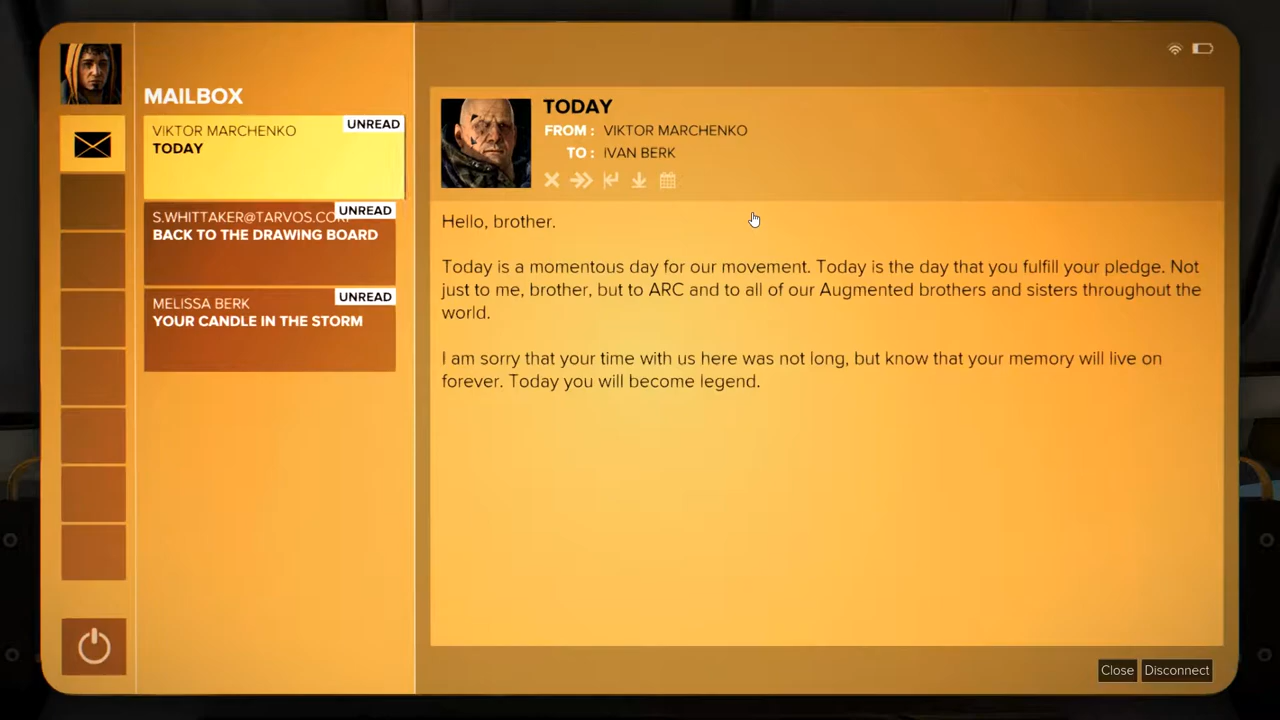 MAILBOX
VIKTOR MARCHENKO
UNREAD
TODAY
S.WHITTAKER@TARVOS.COM
UNREAD
BACK TO THE DRAWING BOARD
MELISSA BERK
UNREAD
YOUR CANDLE IN THE STORM
TODAY
FROM : VIKTOR MARCHENKO
TO : IVAN BERK
Hello, brother.
Today is a momentous day for our movement. Today is the day that you fulfill your pledge. Not
just to me, brother, but to ARC and to all of our Augmented brothers and sisters throughout the
world.
I am sorry that your time with us here was not long, but know that your memory will live on
forever. Today you will become legend.
Close Disconnect